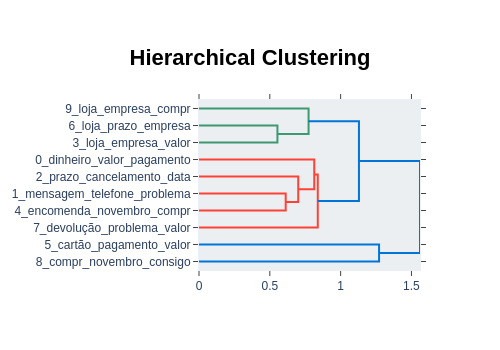 Hierarchical Clustering
9_loja_empresa_compr
6_loja_prazo_empresa
3_loja_empresa_valor
0_dinheiro_valor_pagamento
2_prazo_cancelamento_data
1_mensagem_telefone_problema
4_encomenda_novembro_compr
7_devolução_problema_valor
5_cartão_pagamento_valor
8_compr_novembro_consigo
0 0.5 1 1.5